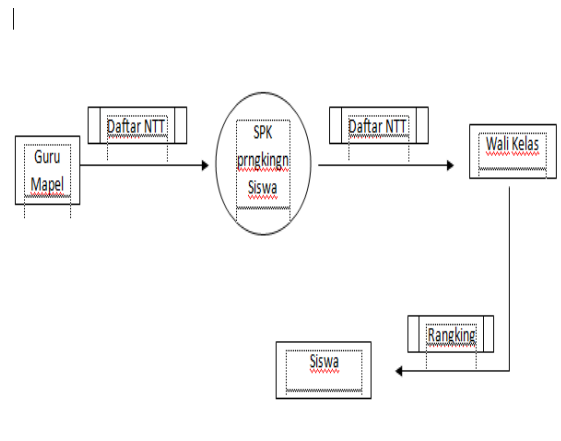 Daftar NTT
Daftar NTT
Guru
Mapel
SPK
prngkingn
Siswa
Wali Kelas
Rangking
Siswa